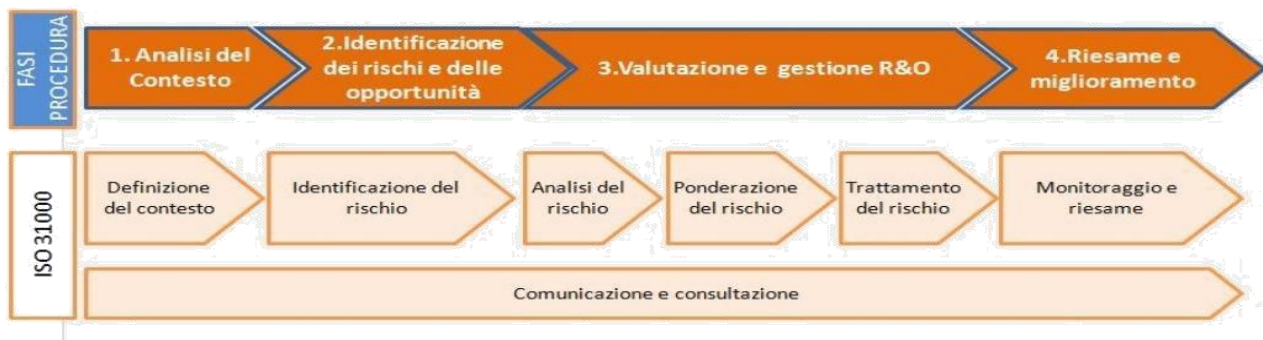 FASI
PROCEDURA
1. Analisi del
Contesto
2.Identificazione
dei rischi e delle
opportunità
3.Valutazione e gestione R&O
4.Riesame e
miglioramento
ISO 31000
Definizione
del contesto
Identificazione del
rischio
Analisi del
rischio
Ponderazione
del rischio
Trattamento
del rischio
Monitoraggio e
riesame
Comunicazione e consultazione